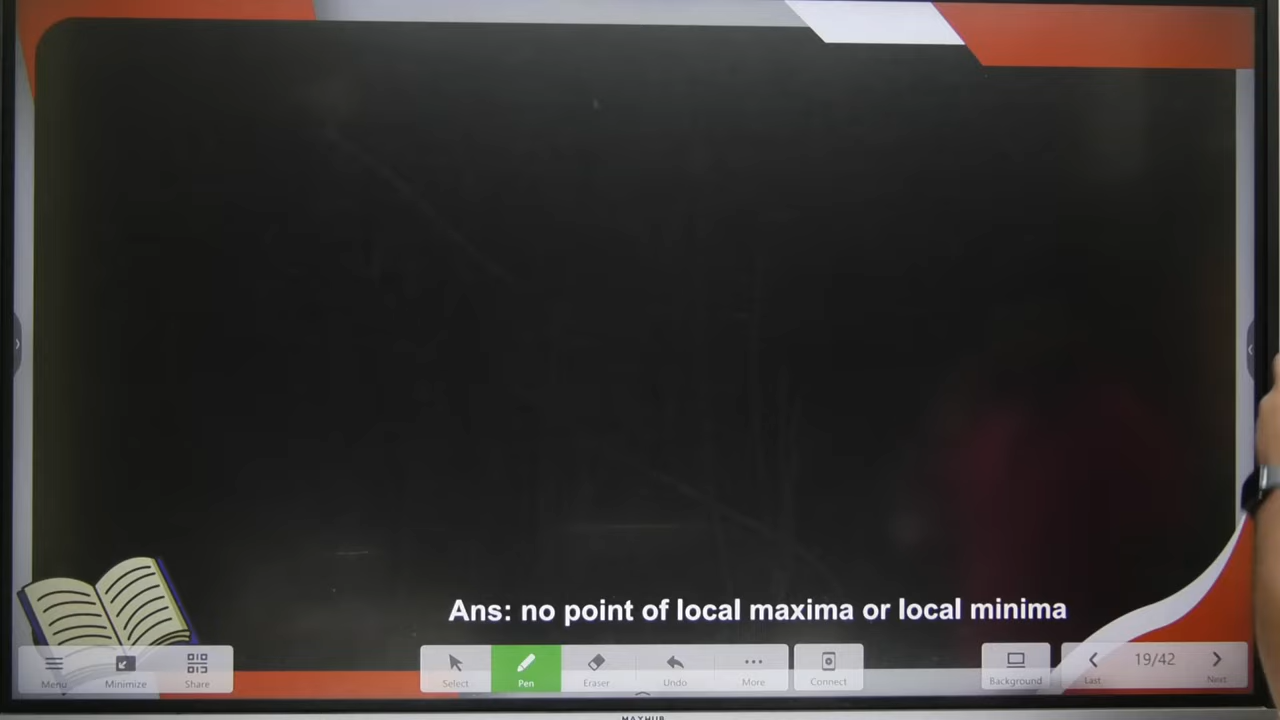 Ans: no point of local maxima or local minima
Menu
Minimize
Share
Select
Pen
Eraser
Undo
More
Connect
Background
Last
19/42
Next
MAXHUB